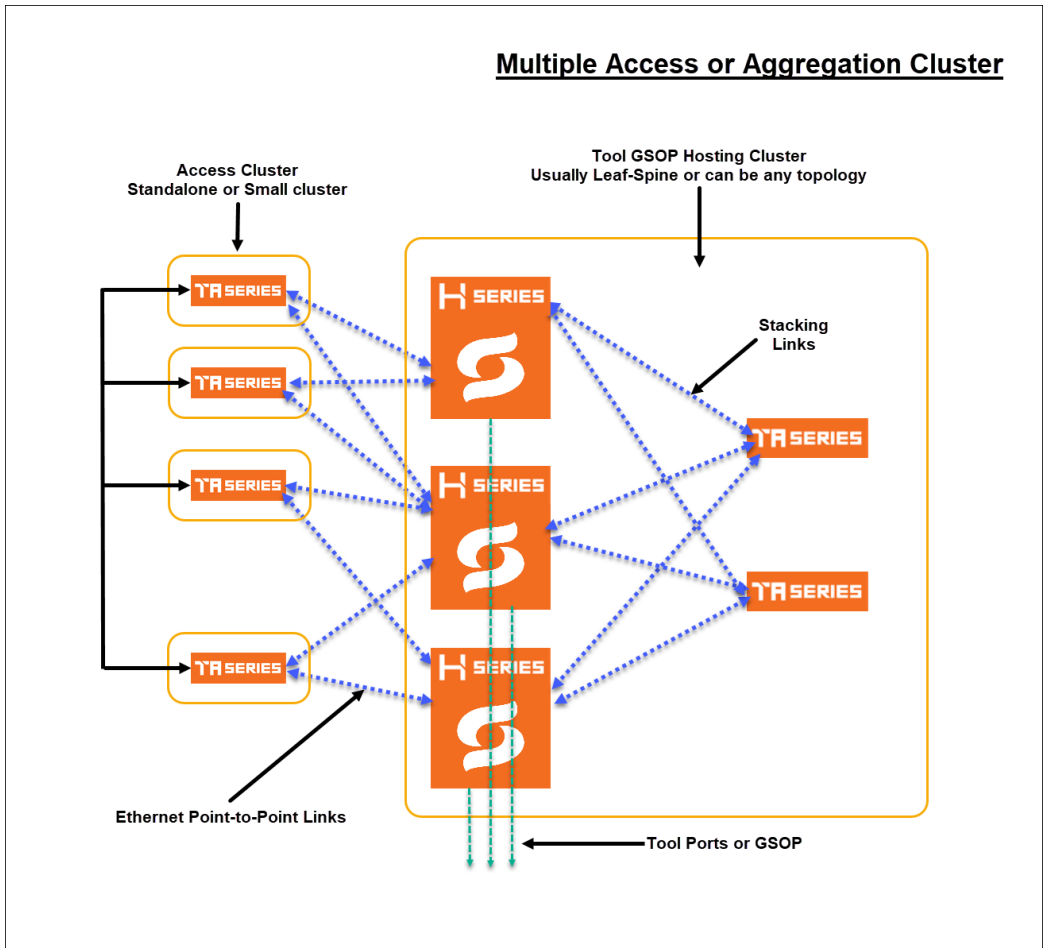 Multiple Access or Aggregation Cluster
Tool GSOP Hosting Cluster
Usually Leaf-Spine or can be any topology
Access Cluster
Standalone or Small cluster
TA SERIES
H SERIES
Stacking
Links
TA SERIES
TA SERIES
TA SERIES
H SERIES
TA SERIES
TA SERIES
H SERIES
Ethernet Point-to-Point Links
Tool Ports or GSOP